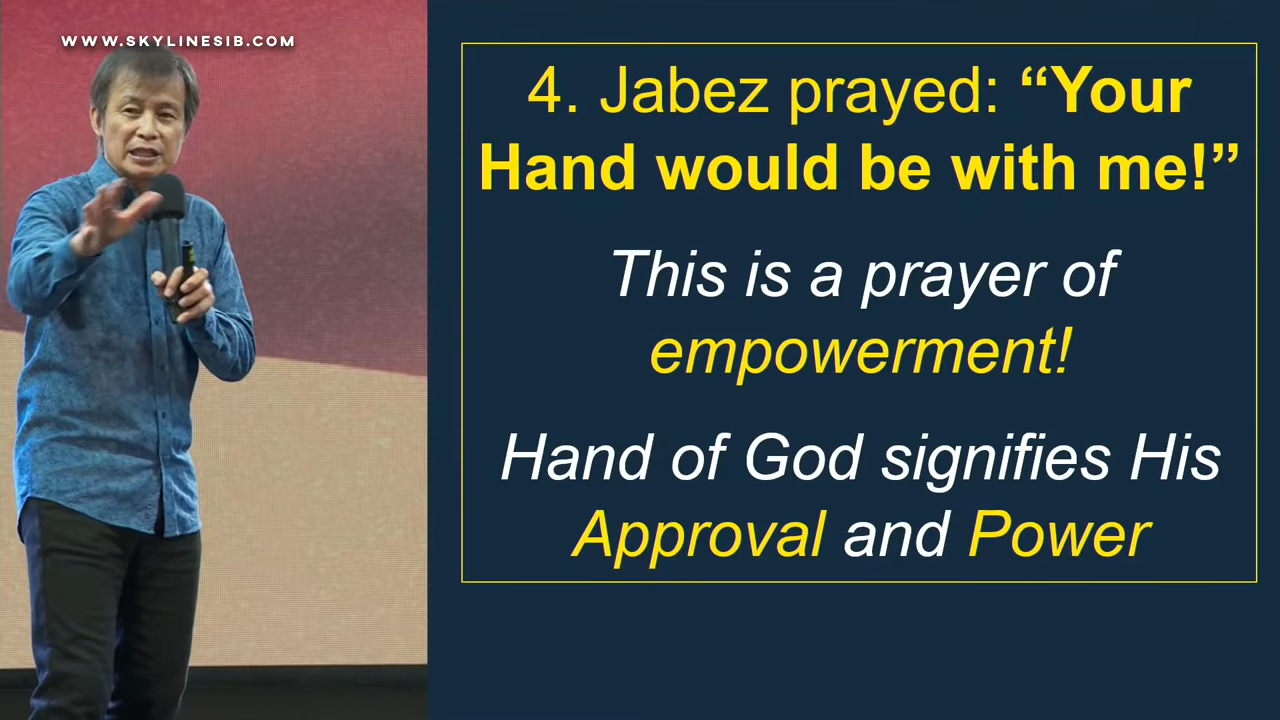 WWW.SKYLINESIB.COM
4. Jabez prayed: “Your
Hand would be with me!”
This is a prayer of
empowerment!
Hand of God signifies His
Approval and Power